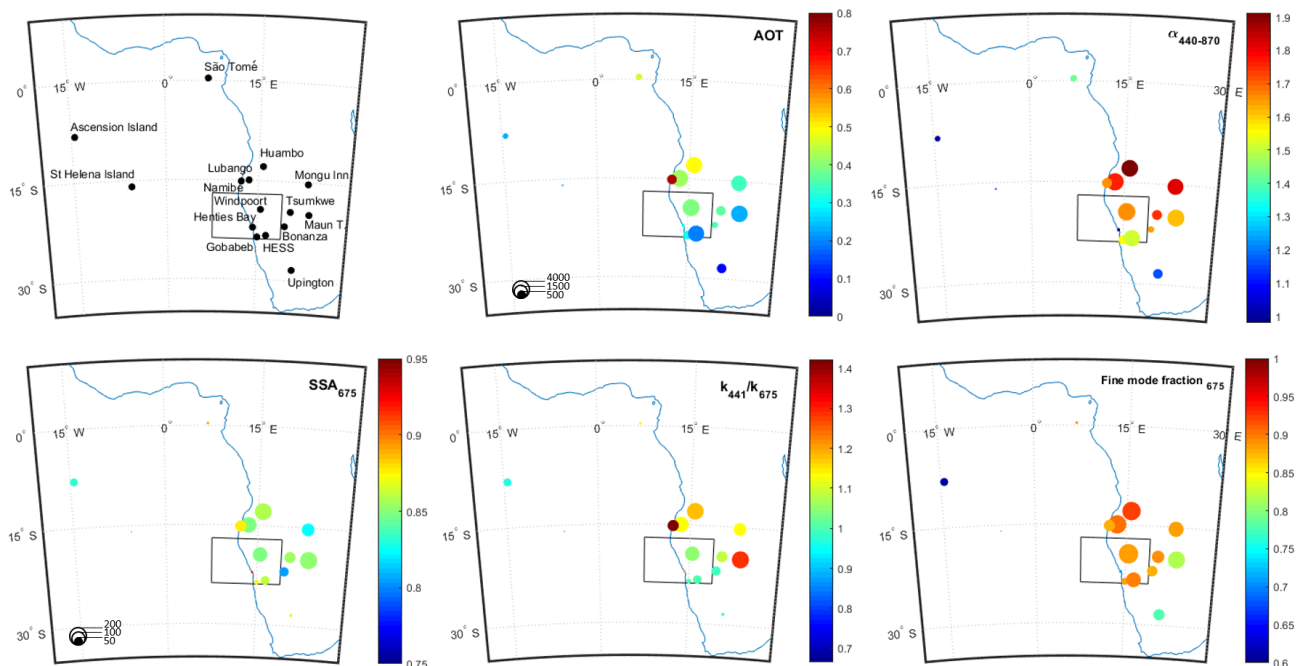 São Tomé
0°
15° W
15° E
0°
Ascension Island
Huambo
St Helena Island
Lubango
Mongu Inn.
15° S
Namibe
Windpoort
Tsumkwe
Henties Bay
Maun T.
Bonanza
Gobabeb
HESS
Upington
30° S
AOT
0.8
0.7
0.6
0.5
0.4
0.3
0.2
0.1
0
0°
15° W
15° E
0°
15° S
30° S
4000
1500
500
α440-870
1.9
1.8
1.7
1.6
1.5
1.4
1.3
1.2
1.1
1
0°
15° W
15° E
30° E
0°
15° S
30° S
SSA675
0.95
0.9
0.85
0.8
0.75
0°
15° W
15° E
0°
15° S
30° S
200
100
50
k441/k675
1.4
1.3
1.2
1.1
1
0.9
0.8
0.7
0°
15° W
15° E
0°
15° S
30° S
Fine mode fraction 675
1
0.95
0.9
0.85
0.8
0.75
0.7
0.65
0.6
0°
15° W
15° E
30° E
0°
15° S
30° S